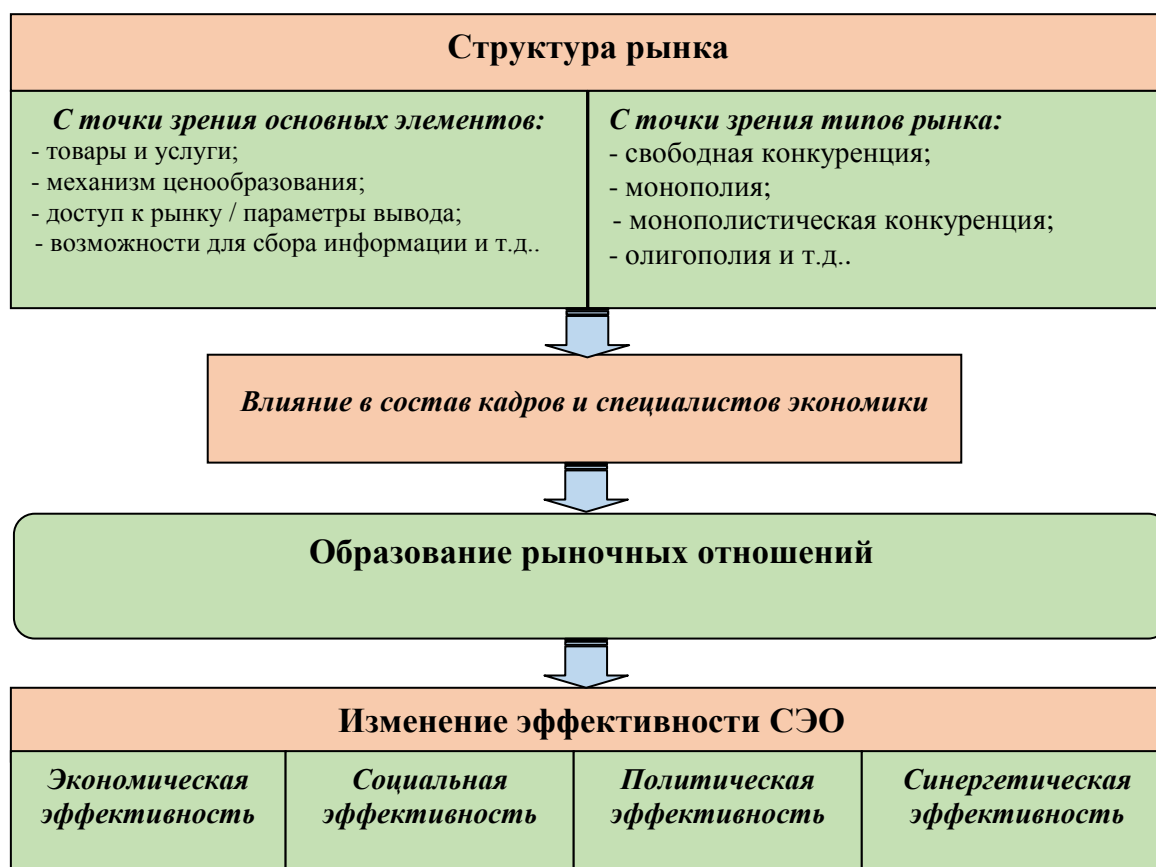 Структура рынка
С точки зрения основных элементов:
- товары и услуги;
- механизм ценообразования;
- доступ к рынку / параметры вывода;
- возможности для сбора информации и т.д..
С точки зрения типов рынка:
- свободная конкуренция;
- монополия;
- монополистическая конкуренция;
- олигополия и т.д..
Влияние в состав кадров и специалистов экономики
Образование рыночных отношений
Изменение эффективности СЭО
Экономическая
эффективность
Социальная
эффективность
Политическая
эффективность
Синергетическая
эффективность